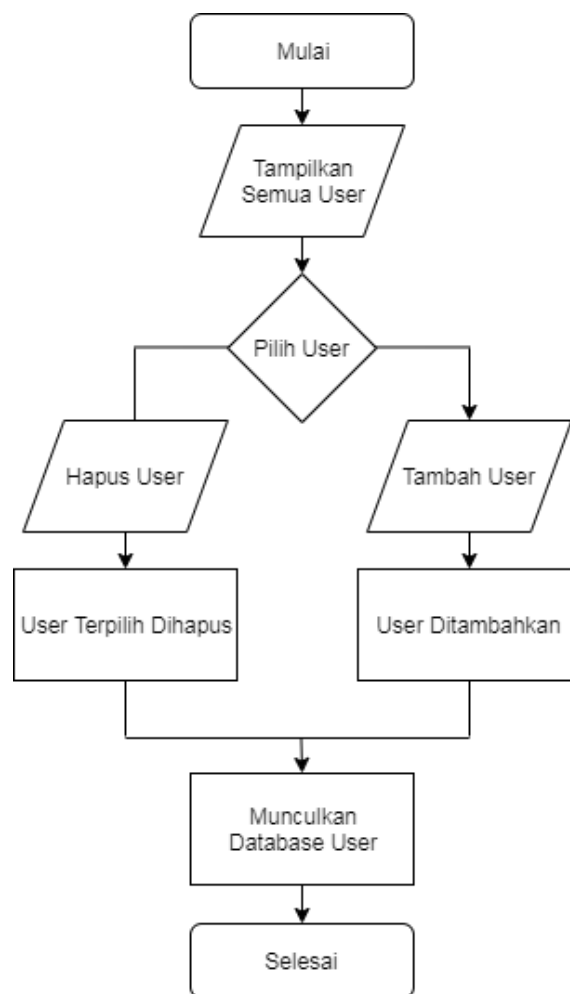 Mulai
Tampilkan
Semua User
Pilih User
Hapus User
Tambah User
User Terpilih Dihapus
User Ditambahkan
Munculkan
Database User
Selesai